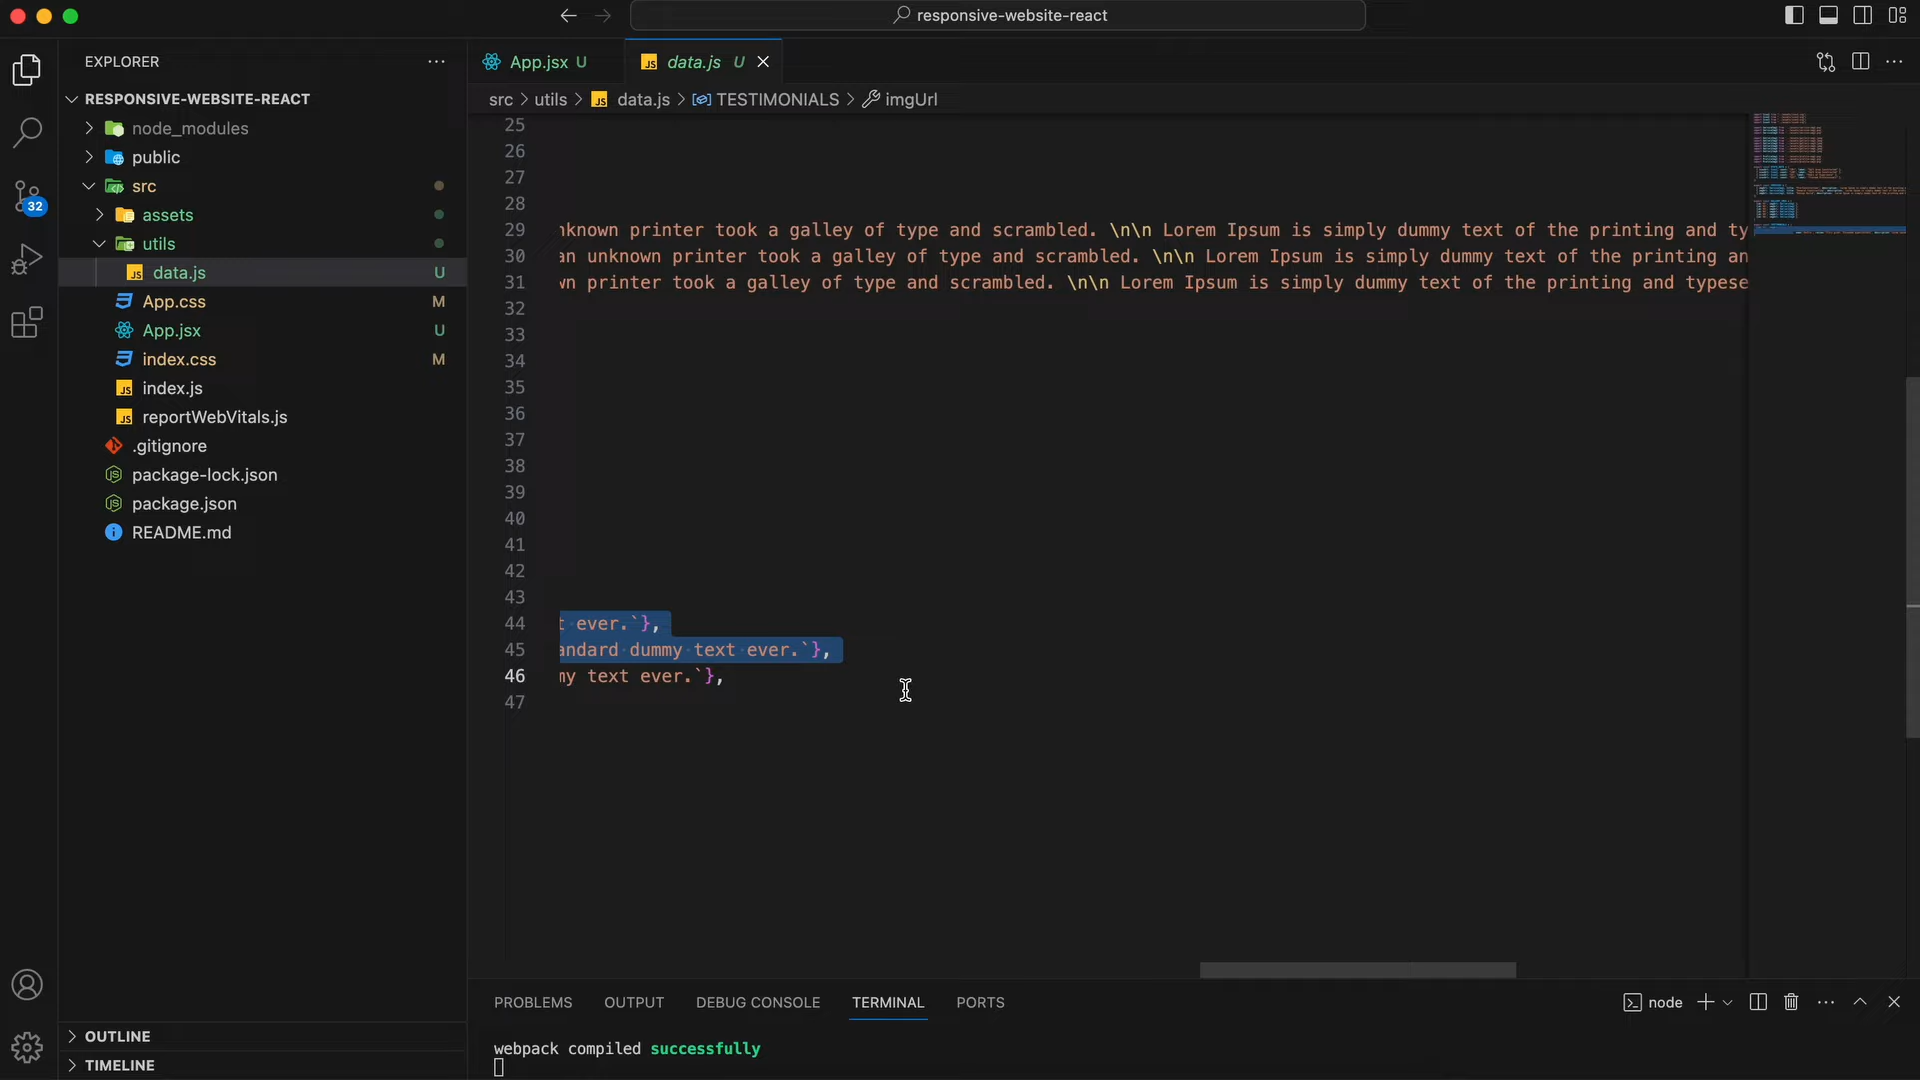 responsive-website-react
EXPLORER
RESPONSIVE-WEBSITE-REACT
node_modules
public
src
assets
utils
data.js U
App.css M
App.jsx U
index.css M
index.js
reportWebVitals.js
.gitignore
package-lock.json
package.json
README.md
32
OUTLINE
TIMELINE
App.jsx U
data.js U
src > utils > data.js > TESTIMONIALS > imgUrl
25
26
27
28
29 nknown printer took a galley of type and scrambled. \n\n Lorem Ipsum is simply dummy text of the printing and ty
30 an unknown printer took a galley of type and scrambled. \n\n Lorem Ipsum is simply dummy text of the printing an
31 wn printer took a galley of type and scrambled. \n\n Lorem Ipsum is simply dummy text of the printing and typese
32
33
34
35
36
37
38
39
40
41
42
43
44 t ever.`},
45 andard dummy text ever.`},
46 my text ever.`},
47
PROBLEMS OUTPUT DEBUG CONSOLE TERMINAL PORTS
node
webpack compiled successfully